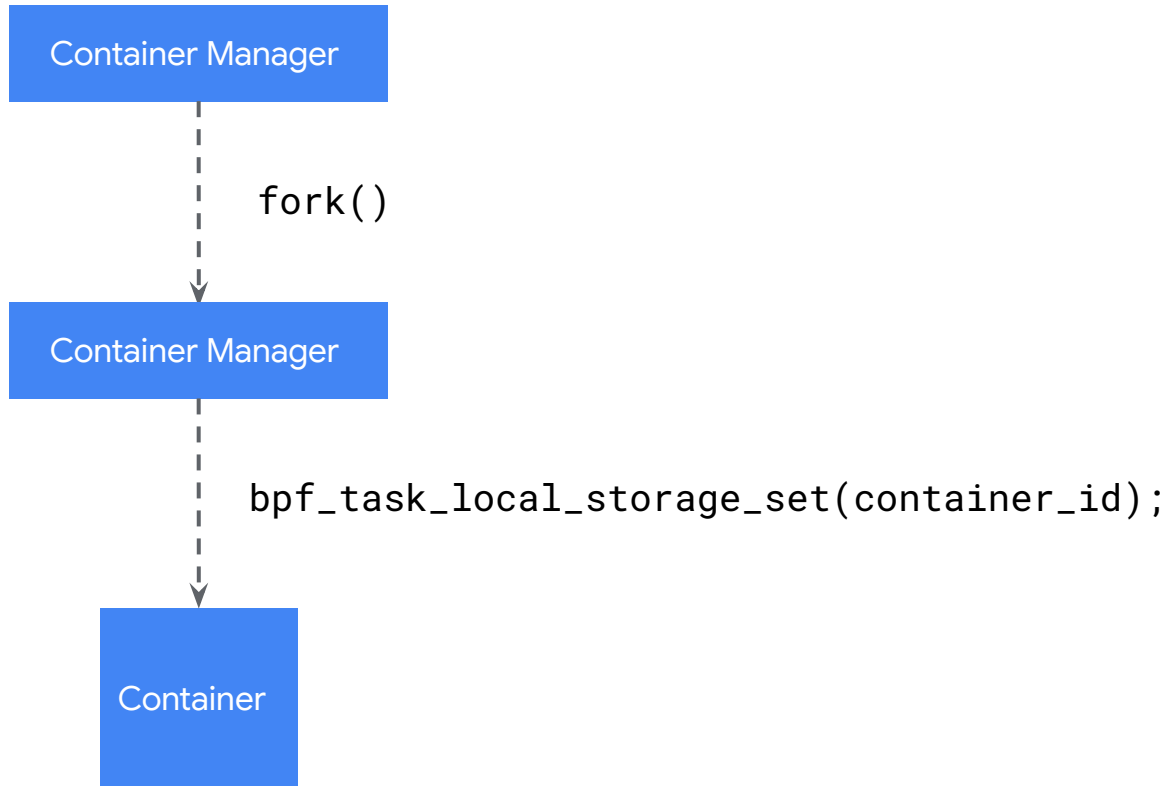 Container Manager
fork()
Container Manager
bpf_task_local_storage_set(container_id);
Container